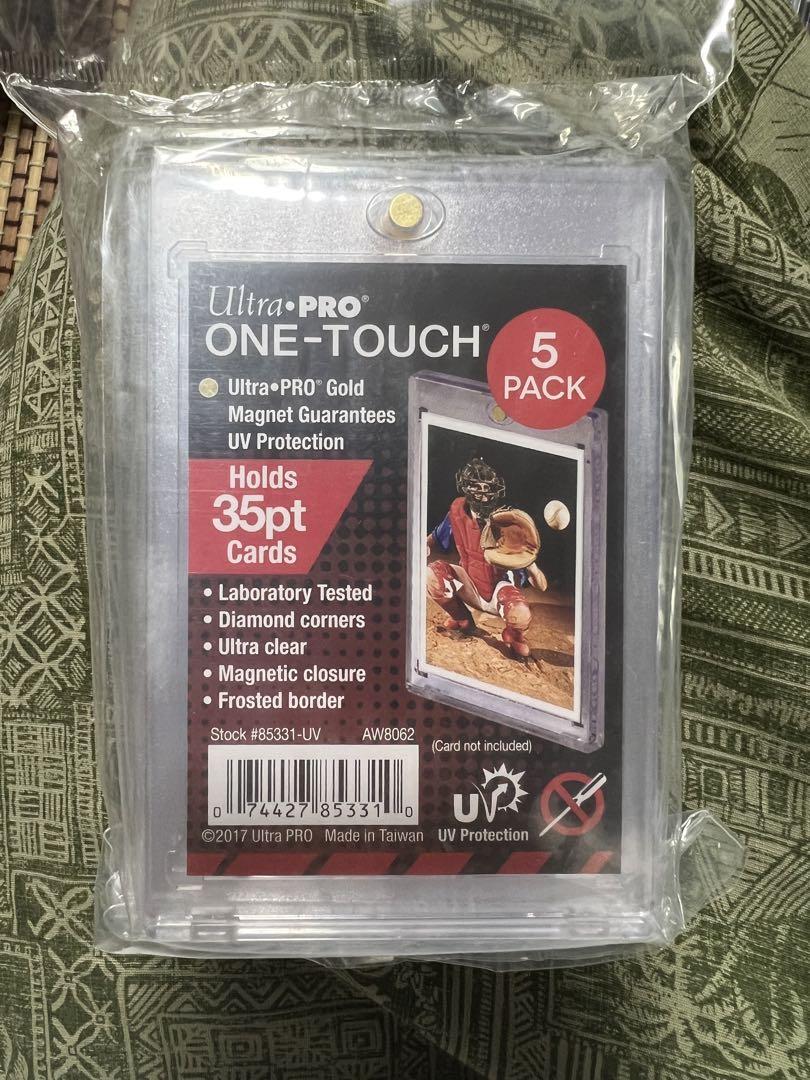 Ultra•PRO®
ONE-TOUCH®
5
PACK
Ultra•PRO® Gold
Magnet Guarantees
UV Protection
Holds
35pt
Cards
• Laboratory Tested
• Diamond corners
• Ultra clear
• Magnetic closure
• Frosted border
Stock #85331-UV AW8062
(Card not included)
0 74427 85331 0
UV
UV Protection
©2017 Ultra PRO Made in Taiwan